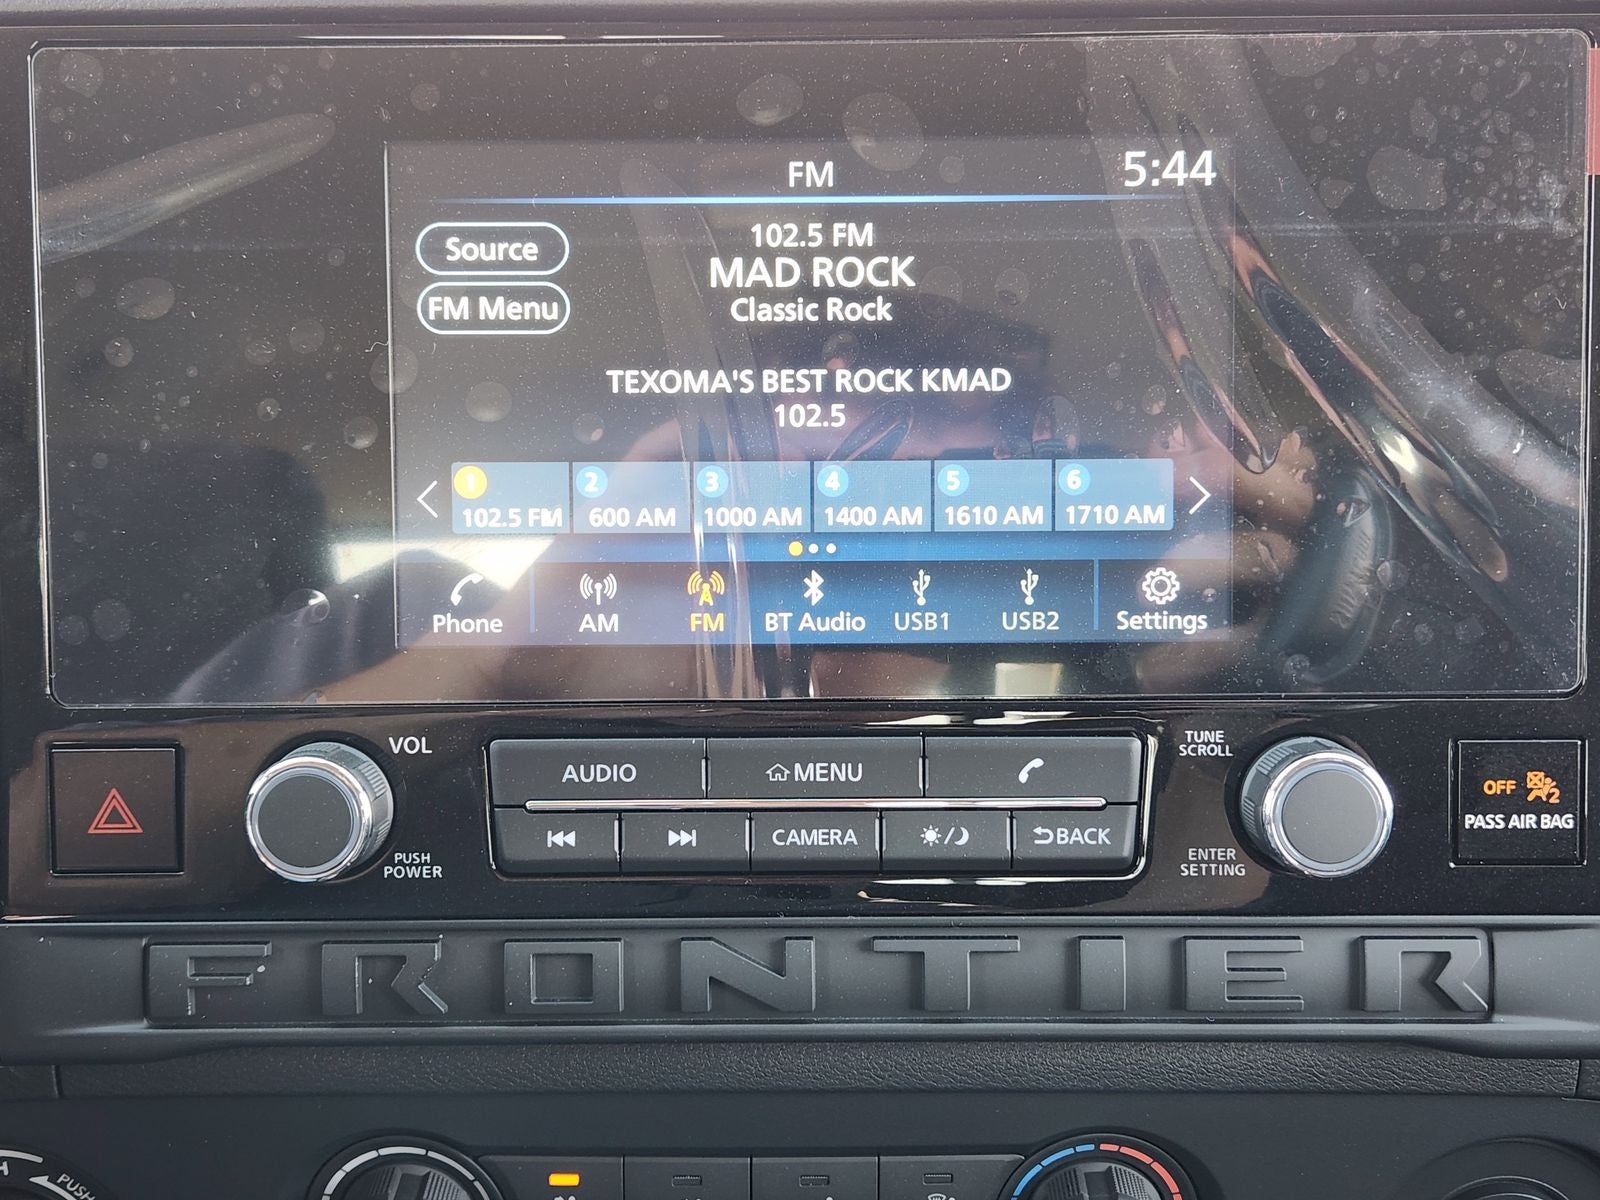 FM
5:44
Source
FM Menu
102.5 FM
MAD ROCK
Classic Rock
TEXOMA'S BEST ROCK KMAD
102.5
1 2 3 4 5 6
102.5 FM 600 AM 1000 AM 1400 AM 1610 AM 1710 AM
Phone AM FM BT Audio USB1 USB2 Settings
VOL
PUSH
POWER
AUDIO MENU
CAMERA BACK
TUNE
SCROLL
ENTER
SETTING
OFF 2
PASS AIR BAG
FRONTIER
H
PUSH